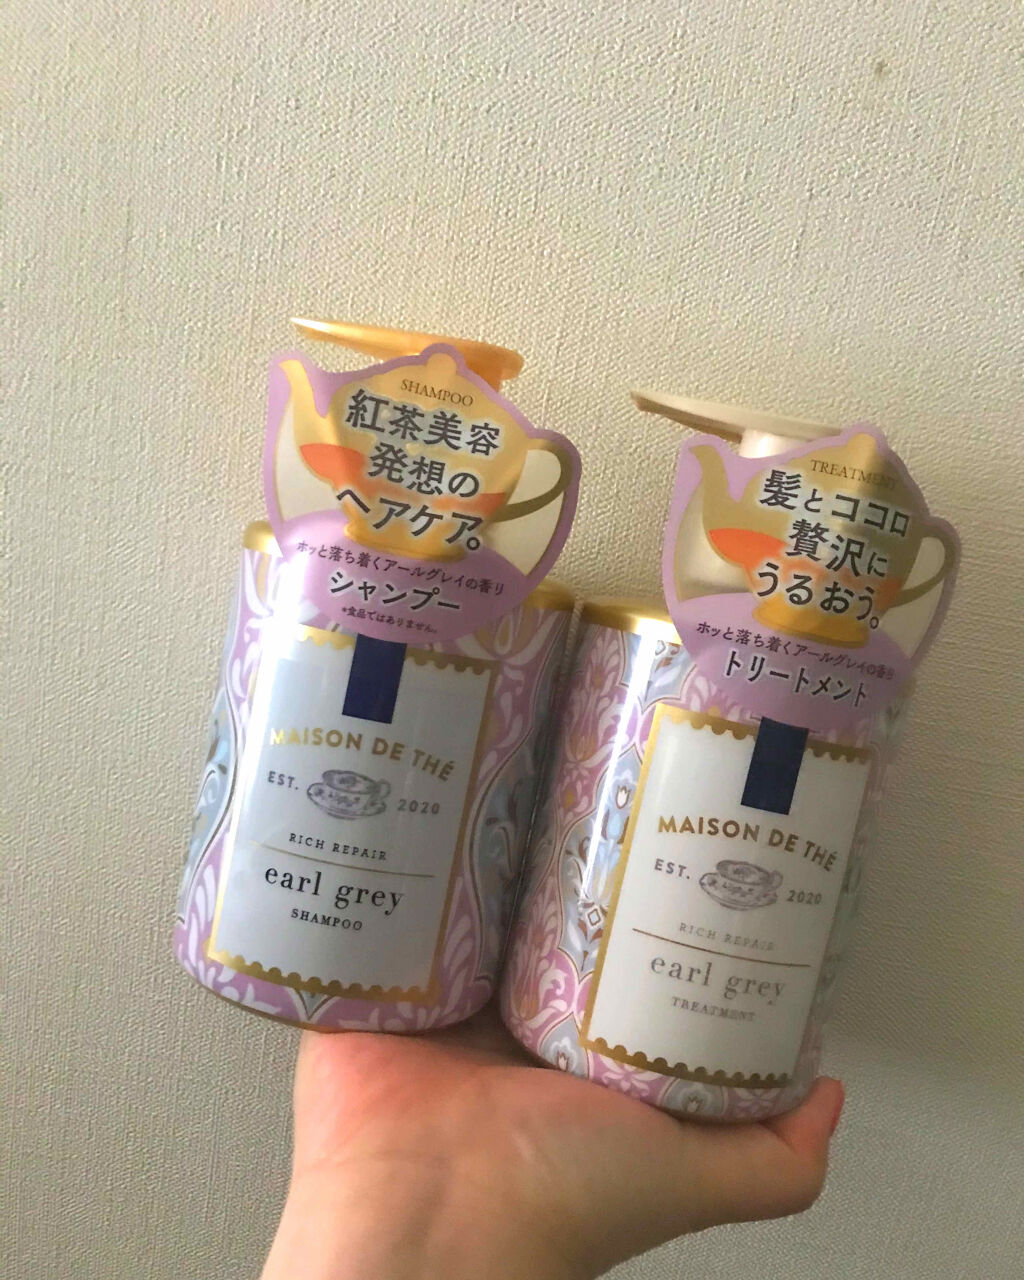 SHAMPOO
紅茶美容
発想の
ヘアケア。
ホッと落ち着くアールグレイの香り
シャンプー
*食品ではありません。
MAISON DE THÉ
EST. 2020
RICH REPAIR
earl grey
SHAMPOO
TREATMENT
髪とココロ
贅沢に
うるおう。
ホッと落ち着くアールグレイの香り
トリートメント
MAISON DE THÉ
EST. 2020
RICH REPAIR
earl grey
TREATMENT